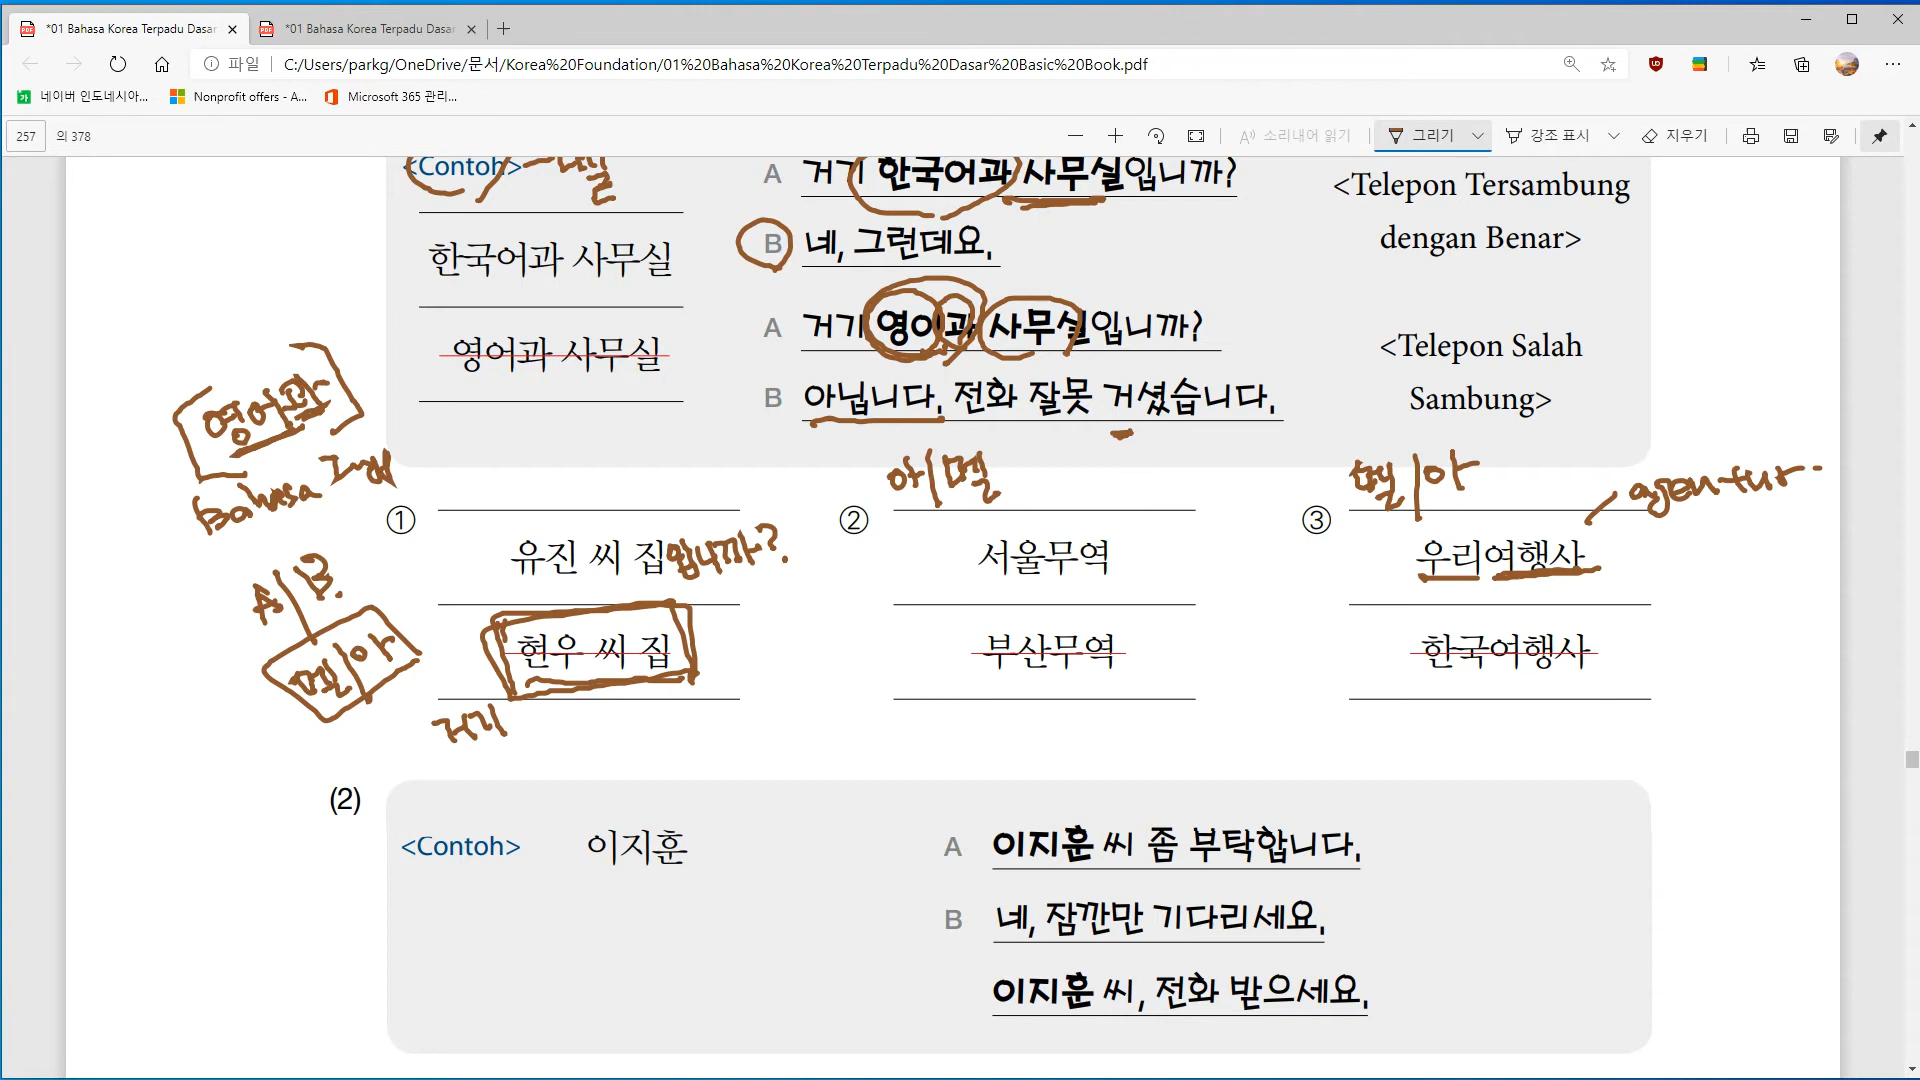 *01 Bahasa Korea Terpadu Dasar
*01 Bahasa Korea Terpadu Dasar
파일
C:/Users/parkg/OneDrive/문서/Korea%20Foundation/01%20Bahasa%20Korea%20Terpadu%20Dasar%20Basic%20Book.pdf
네이버 인도네시아...
Nonprofit offers - A...
Microsoft 365 관리...
257 의 378
소리내어 읽기
그리기
강조 표시
지우기
<Contoh>
한국어과 사무실
영어과 사무실
A 거기 한국어과 사무실입니까?
B 네, 그런데요.
<Telepon Tersambung
dengan Benar>
A 거기 영어과 사무실입니까?
B 아닙니다. 전화 잘못 거셨습니다.
<Telepon Salah
Sambung>
영어과
Bahasa
A/B.
멜/아
① 유진 씨 집입니까?
현우 씨 집
거기
아/멜
② 서울무역
부산무역
멜/아
agentur
③ 우리여행사
한국여행사
(2)
<Contoh> 이지훈
A 이지훈 씨 좀 부탁합니다.
B 네, 잠깐만 기다리세요.
이지훈 씨, 전화 받으세요.